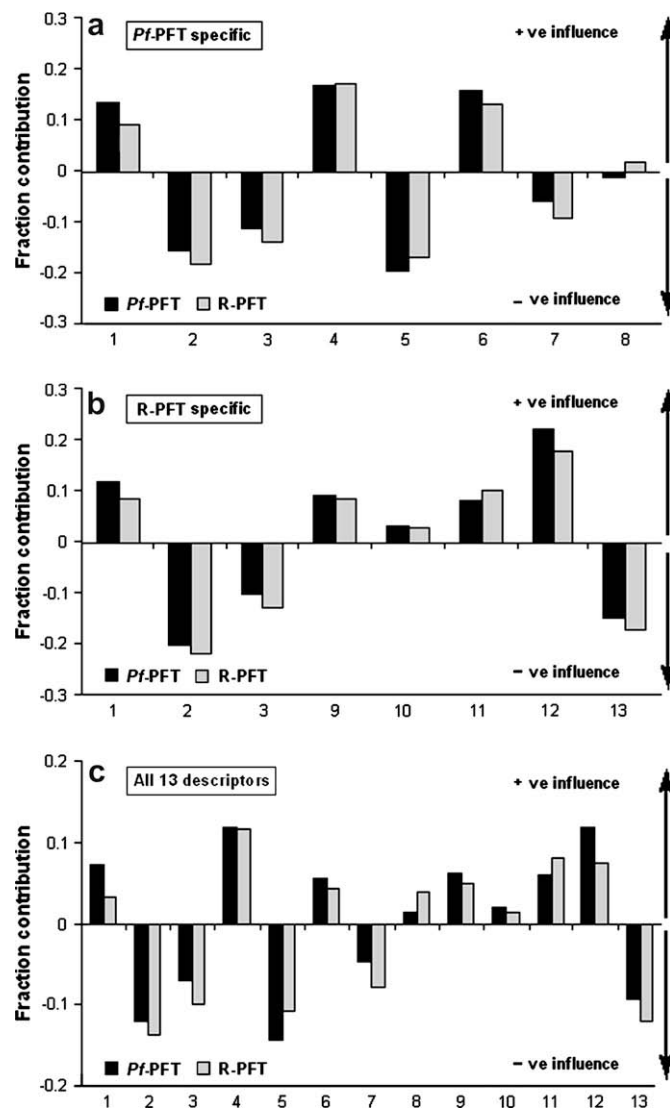 a
Pf-PFT specific
+ ve influence
Fraction contribution
0.3
0.2
0.1
0
-0.1
-0.2
-0.3
Pf-PFT R-PFT
– ve influence
1 2 3 4 5 6 7 8
b
R-PFT specific
+ ve influence
Fraction contribution
0.3
0.2
0.1
0
-0.1
-0.2
-0.3
Pf-PFT R-PFT
– ve influence
1 2 3 9 10 11 12 13
c
All 13 descriptors
+ ve influence
Fraction contribution
0.2
0.1
0
-0.1
-0.2
Pf-PFT R-PFT
– ve influence
1 2 3 4 5 6 7 8 9 10 11 12 13